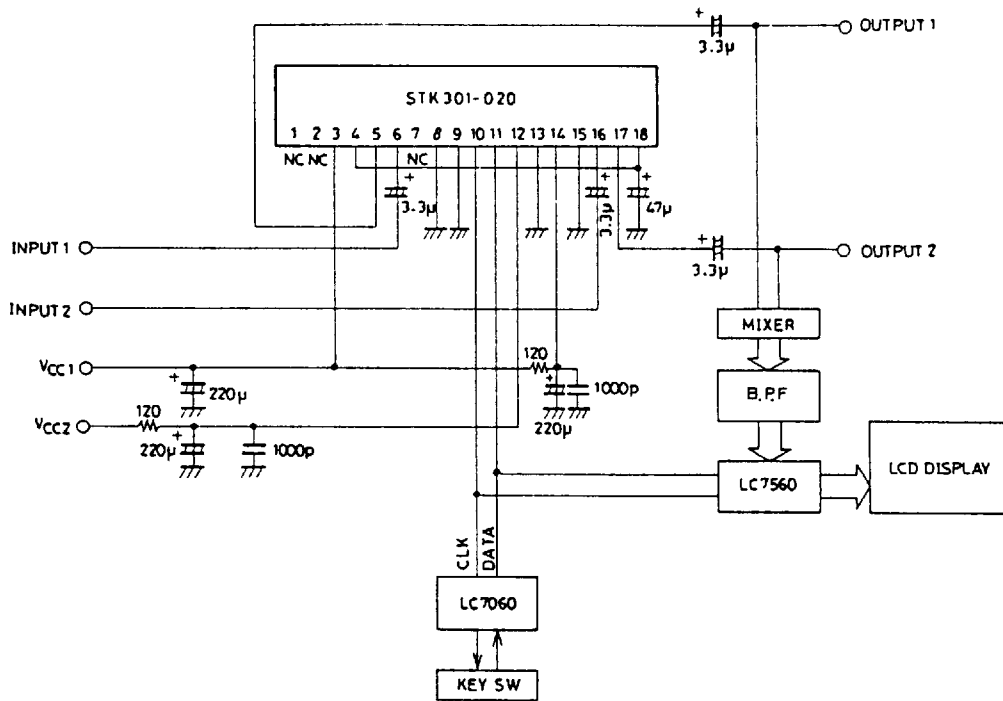 +
3.3μ
OUTPUT 1
STK301-020
1 2 3 4 5 6 7 8 9 10 11 12 13 14 15 16 17 18
NC NC NC
+
3.3μ
+
3.3μ
+
47μ
INPUT 1
+
3.3μ
OUTPUT 2
INPUT 2
MIXER
VCC1
120
+
220μ
+
220μ
1000p
B.P.F
VCC2
120
+
220μ
1000p
LC7560
LCD DISPLAY
CLK
DATA
LC7060
KEY SW